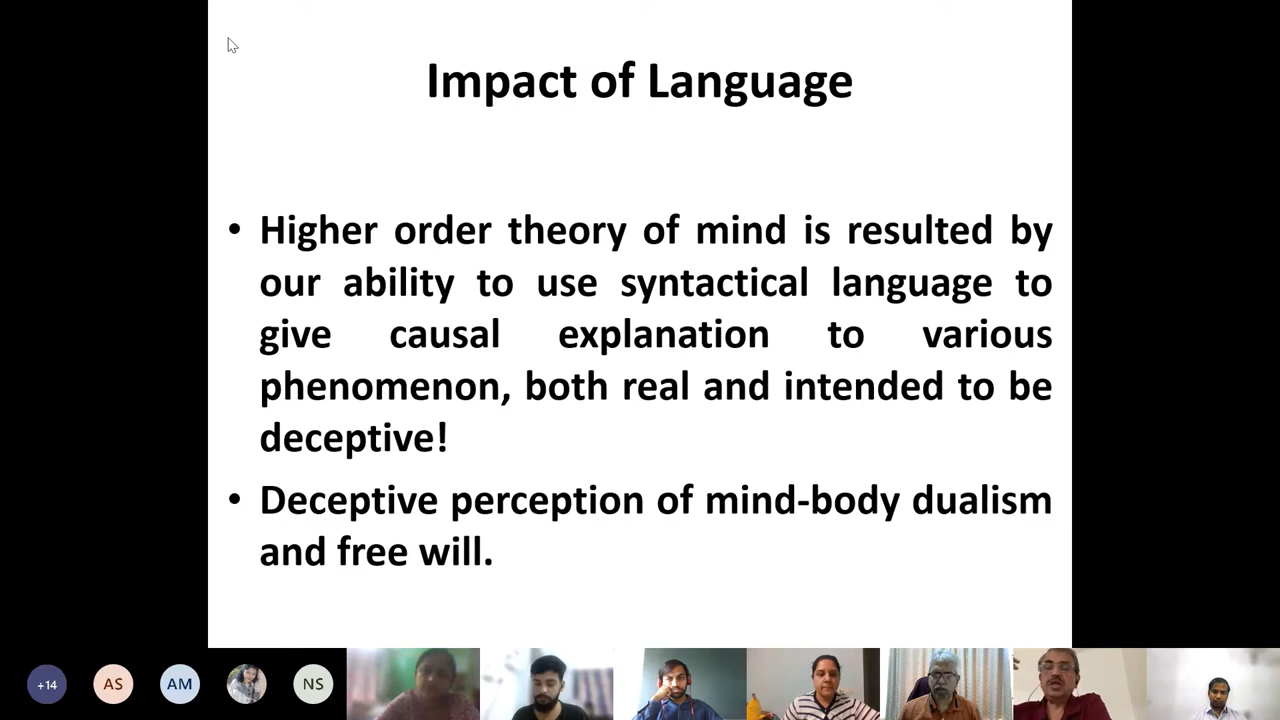 Impact of Language
• Higher order theory of mind is resulted by
our ability to use syntactical language to
give causal explanation to various
phenomenon, both real and intended to be
deceptive!
• Deceptive perception of mind-body dualism
and free will.
+14 AS AM NS